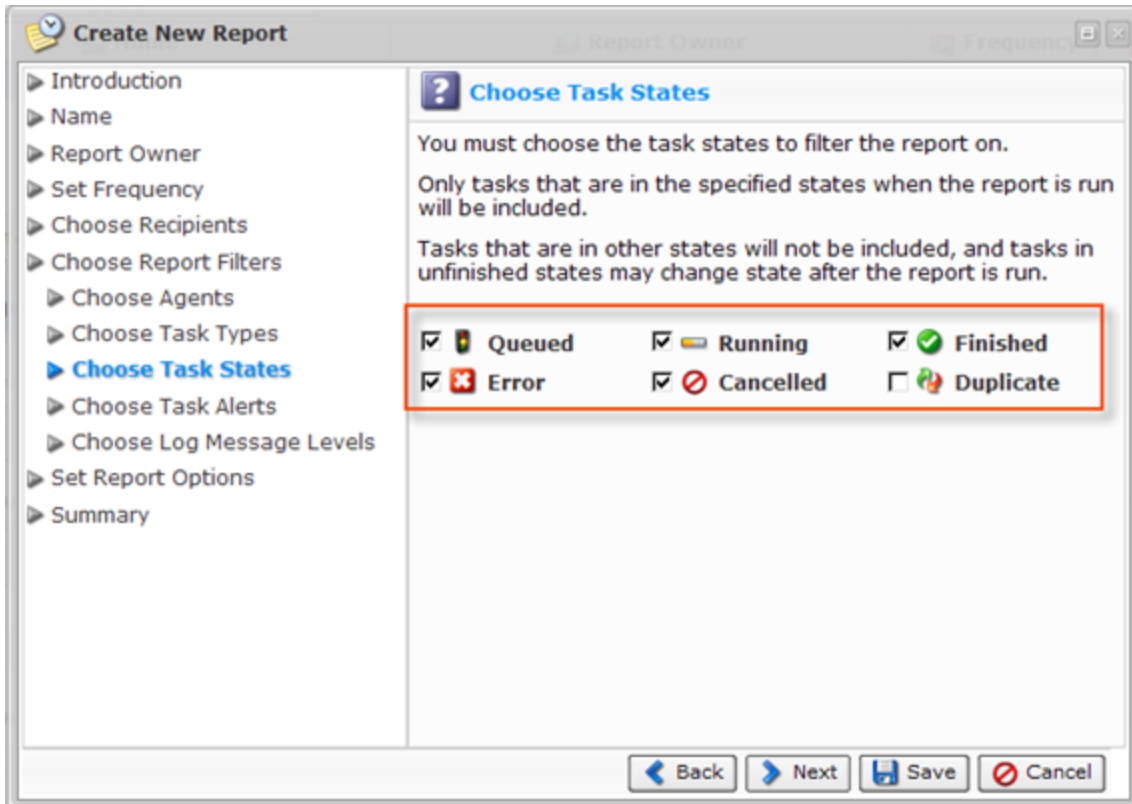 Create New Report
Name Report Owner Frequency
Introduction
Name
Report Owner
Set Frequency
Choose Recipients
Choose Report Filters
Choose Agents
Choose Task Types
Choose Task States
Choose Task Alerts
Choose Log Message Levels
Set Report Options
Summary
? Choose Task States
You must choose the task states to filter the report on.
Only tasks that are in the specified states when the report is run
will be included.
Tasks that are in other states will not be included, and tasks in
unfinished states may change state after the report is run.
Queued Running Finished
Error Cancelled Duplicate
Back Next Save Cancel